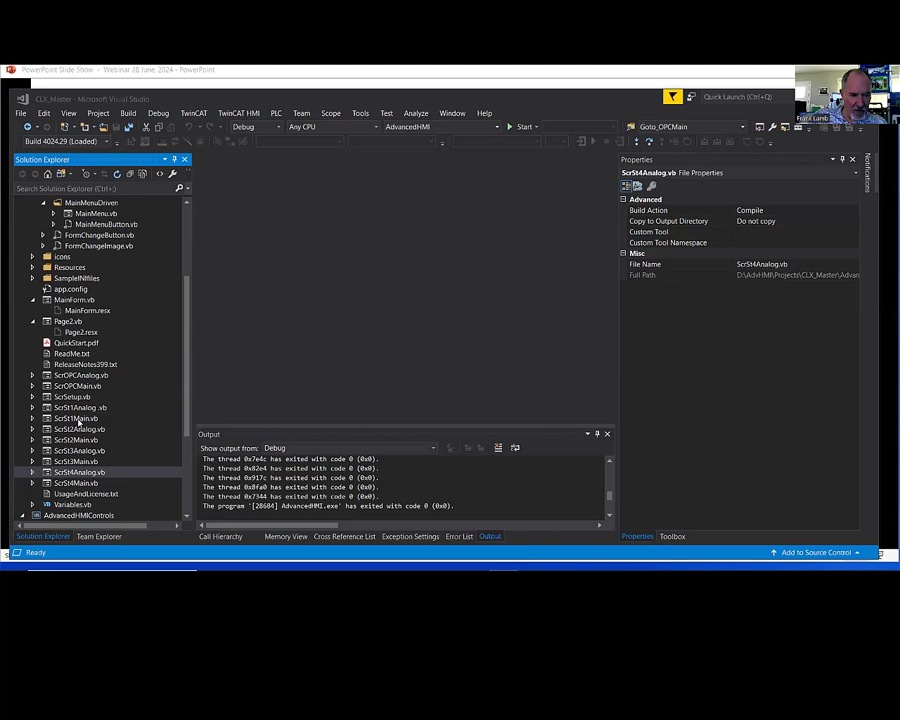 PowerPoint Slide Show - Webinar 28 June, 2024 - PowerPoint
CLX_Master - Microsoft Visual Studio
Quick Launch (Ctrl+Q)
Frank Lamb
File Edit View Project Build Debug TwinCAT TwinCAT HMI PLC Team Scope Tools Test Analyze Window Help
Debug Any CPU AdvancedHMI Start Goto_OPCMain
Build 4024.29 (Loaded)
Solution Explorer
Search Solution Explorer (Ctrl+;)
MainMenuDriven
MainMenu.vb
MainMenuButton.vb
FormChangeButton.vb
FormChangeImage.vb
icons
Resources
SampleINIfiles
app.config
MainForm.vb
MainForm.resx
Page2.vb
Page2.resx
QuickStart.pdf
ReadMe.txt
ReleaseNotes399.txt
ScrOPCAnalog.vb
ScrOPCMain.vb
ScrSetup.vb
ScrSt1Analog .vb
ScrSt1Main.vb
ScrSt2Analog.vb
ScrSt2Main.vb
ScrSt3Analog.vb
ScrSt3Main.vb
ScrSt4Analog.vb
ScrSt4Main.vb
UsageAndLicense.txt
Variables.vb
AdvancedHMIControls
Solution Explorer Team Explorer
Output
Show output from: Debug
The thread 0x7e4c has exited with code 0 (0x0).
The thread 0x82e4 has exited with code 0 (0x0).
The thread 0x917c has exited with code 0 (0x0).
The thread 0x8fa0 has exited with code 0 (0x0).
The thread 0x7344 has exited with code 0 (0x0).
The program '[28684] AdvancedHMI.exe' has exited with code 0 (0x0).
Call Hierarchy Memory View Cross Reference List Exception Settings Error List Output
Properties
ScrSt4Analog.vb File Properties
Advanced
Build Action Compile
Copy to Output Directory Do not copy
Custom Tool
Custom Tool Namespace
Misc
File Name ScrSt4Analog.vb
Full Path D:\AdvHMI\Projects\CLX_Master\Advan
Properties Toolbox
Notifications
Ready
Add to Source Control